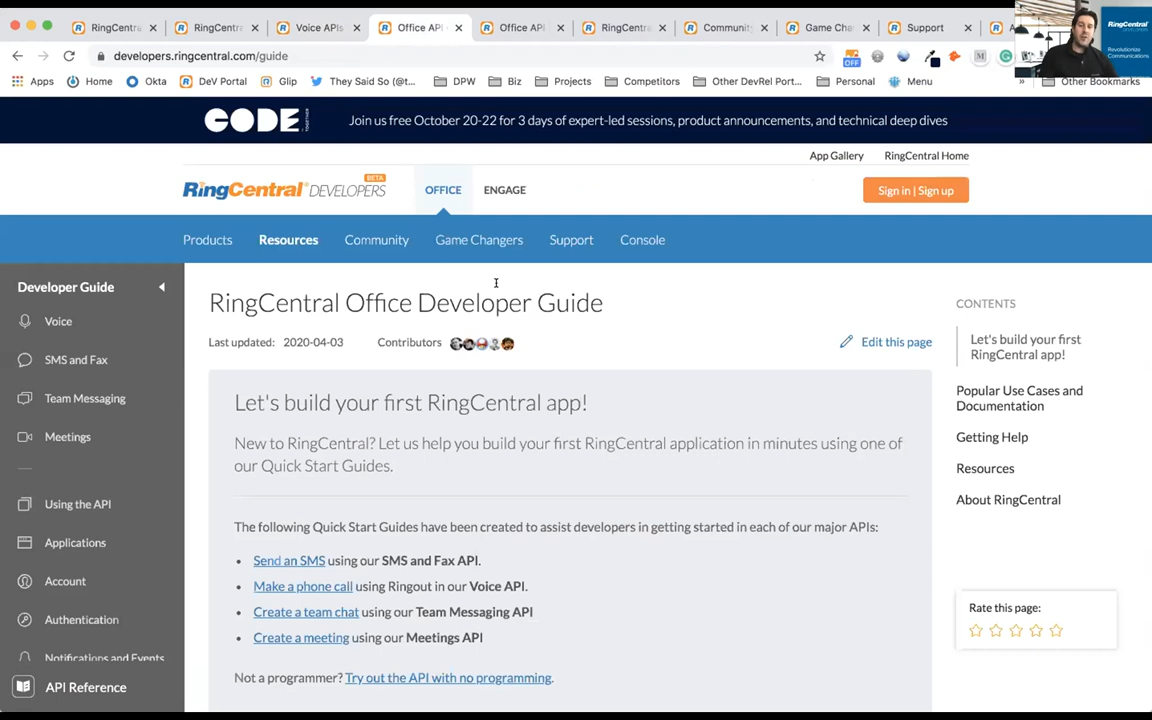 RingCentral
RingCentral
Voice APIs
Office API
Office API
RingCentral
Community
Game Cha
Support
developers.ringcentral.com/guide
OFF
M
RingCentral
DEVELOPERS
Revolutionize
Communications
Apps
Home
Okta
DeV Portal
Glip
They Said So (@t...
DPW
Biz
Projects
Competitors
Other DevRel Port...
Personal
Menu
»
Other Bookmarks
CODE TOGETHER
Join us free October 20-22 for 3 days of expert-led sessions, product announcements, and technical deep dives
App Gallery
RingCentral Home
RingCentral DEVELOPERS
BETA
OFFICE
ENGAGE
Sign in | Sign up
Products
Resources
Community
Game Changers
Support
Console
Developer Guide
Voice
SMS and Fax
Team Messaging
Meetings
Using the API
Applications
Account
Authentication
Notifications and Events
API Reference
RingCentral Office Developer Guide
Last updated: 2020-04-03
Contributors
Edit this page
Let's build your first RingCentral app!
New to RingCentral? Let us help you build your first RingCentral application in minutes using one of
our Quick Start Guides.
The following Quick Start Guides have been created to assist developers in getting started in each of our major APIs:
• Send an SMS using our SMS and Fax API.
• Make a phone call using Ringout in our Voice API.
• Create a team chat using our Team Messaging API
• Create a meeting using our Meetings API
Not a programmer? Try out the API with no programming.
CONTENTS
Let's build your first
RingCentral app!
Popular Use Cases and
Documentation
Getting Help
Resources
About RingCentral
Rate this page: